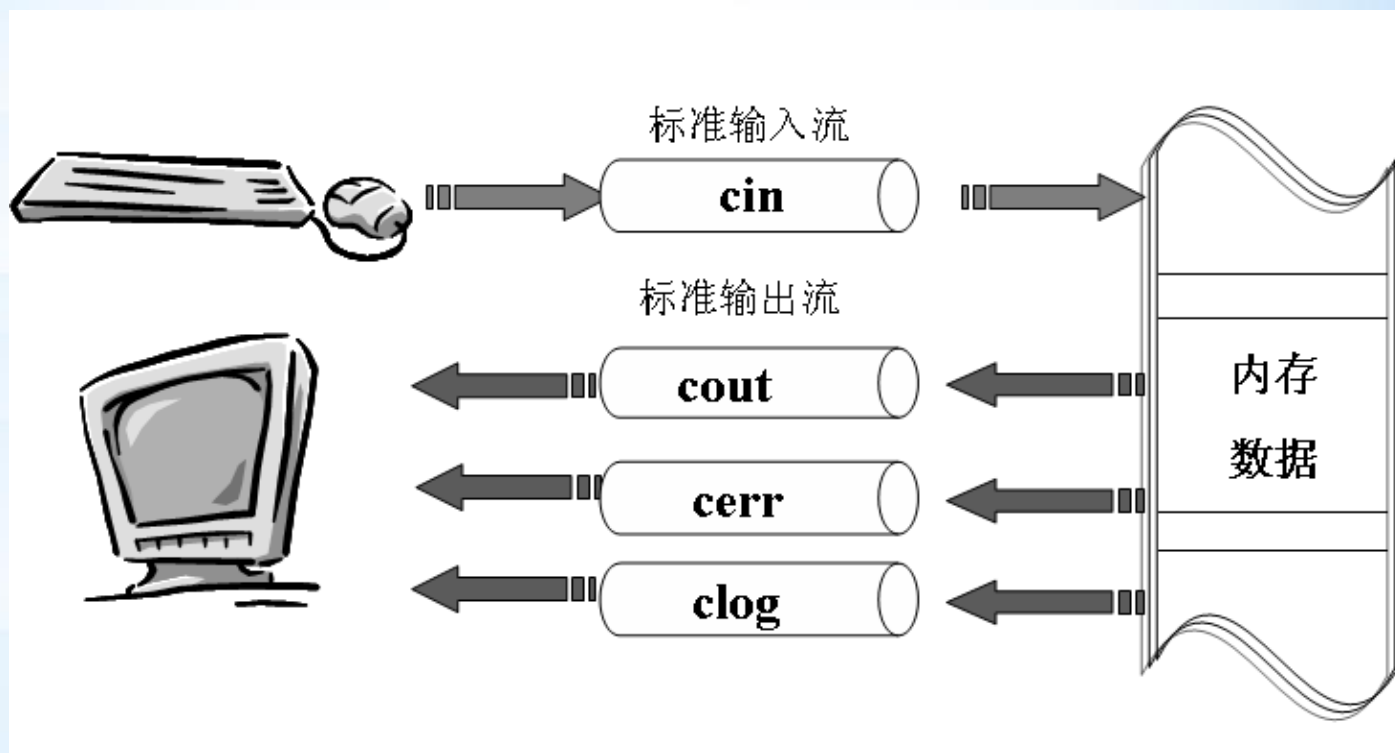 标准输入流
cin
标准输出流
cout
cerr
clog
内存
数据